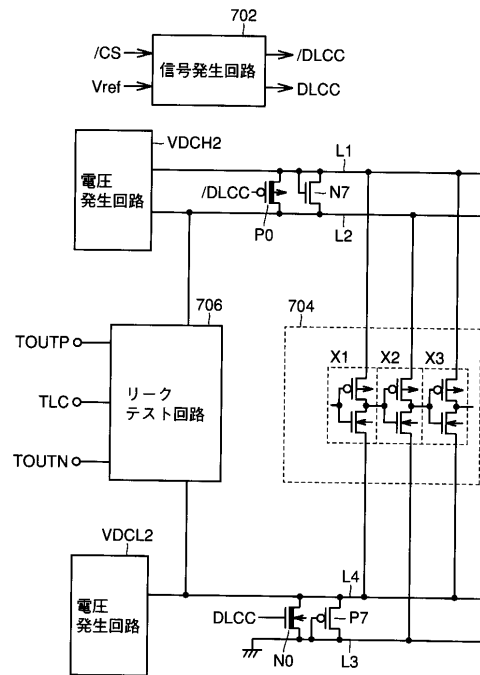 702
/CS
Vref
信号発生回路
/DLCC
DLCC
VDCH2
電圧
発生回路
L1
/DLCC
N7
P0
L2
706
704
TOUTP
TLC
TOUTN
リーク
テスト回路
X1 X2 X3
VDCL2
電圧
発生回路
L4
DLCC
P7
N0
L3